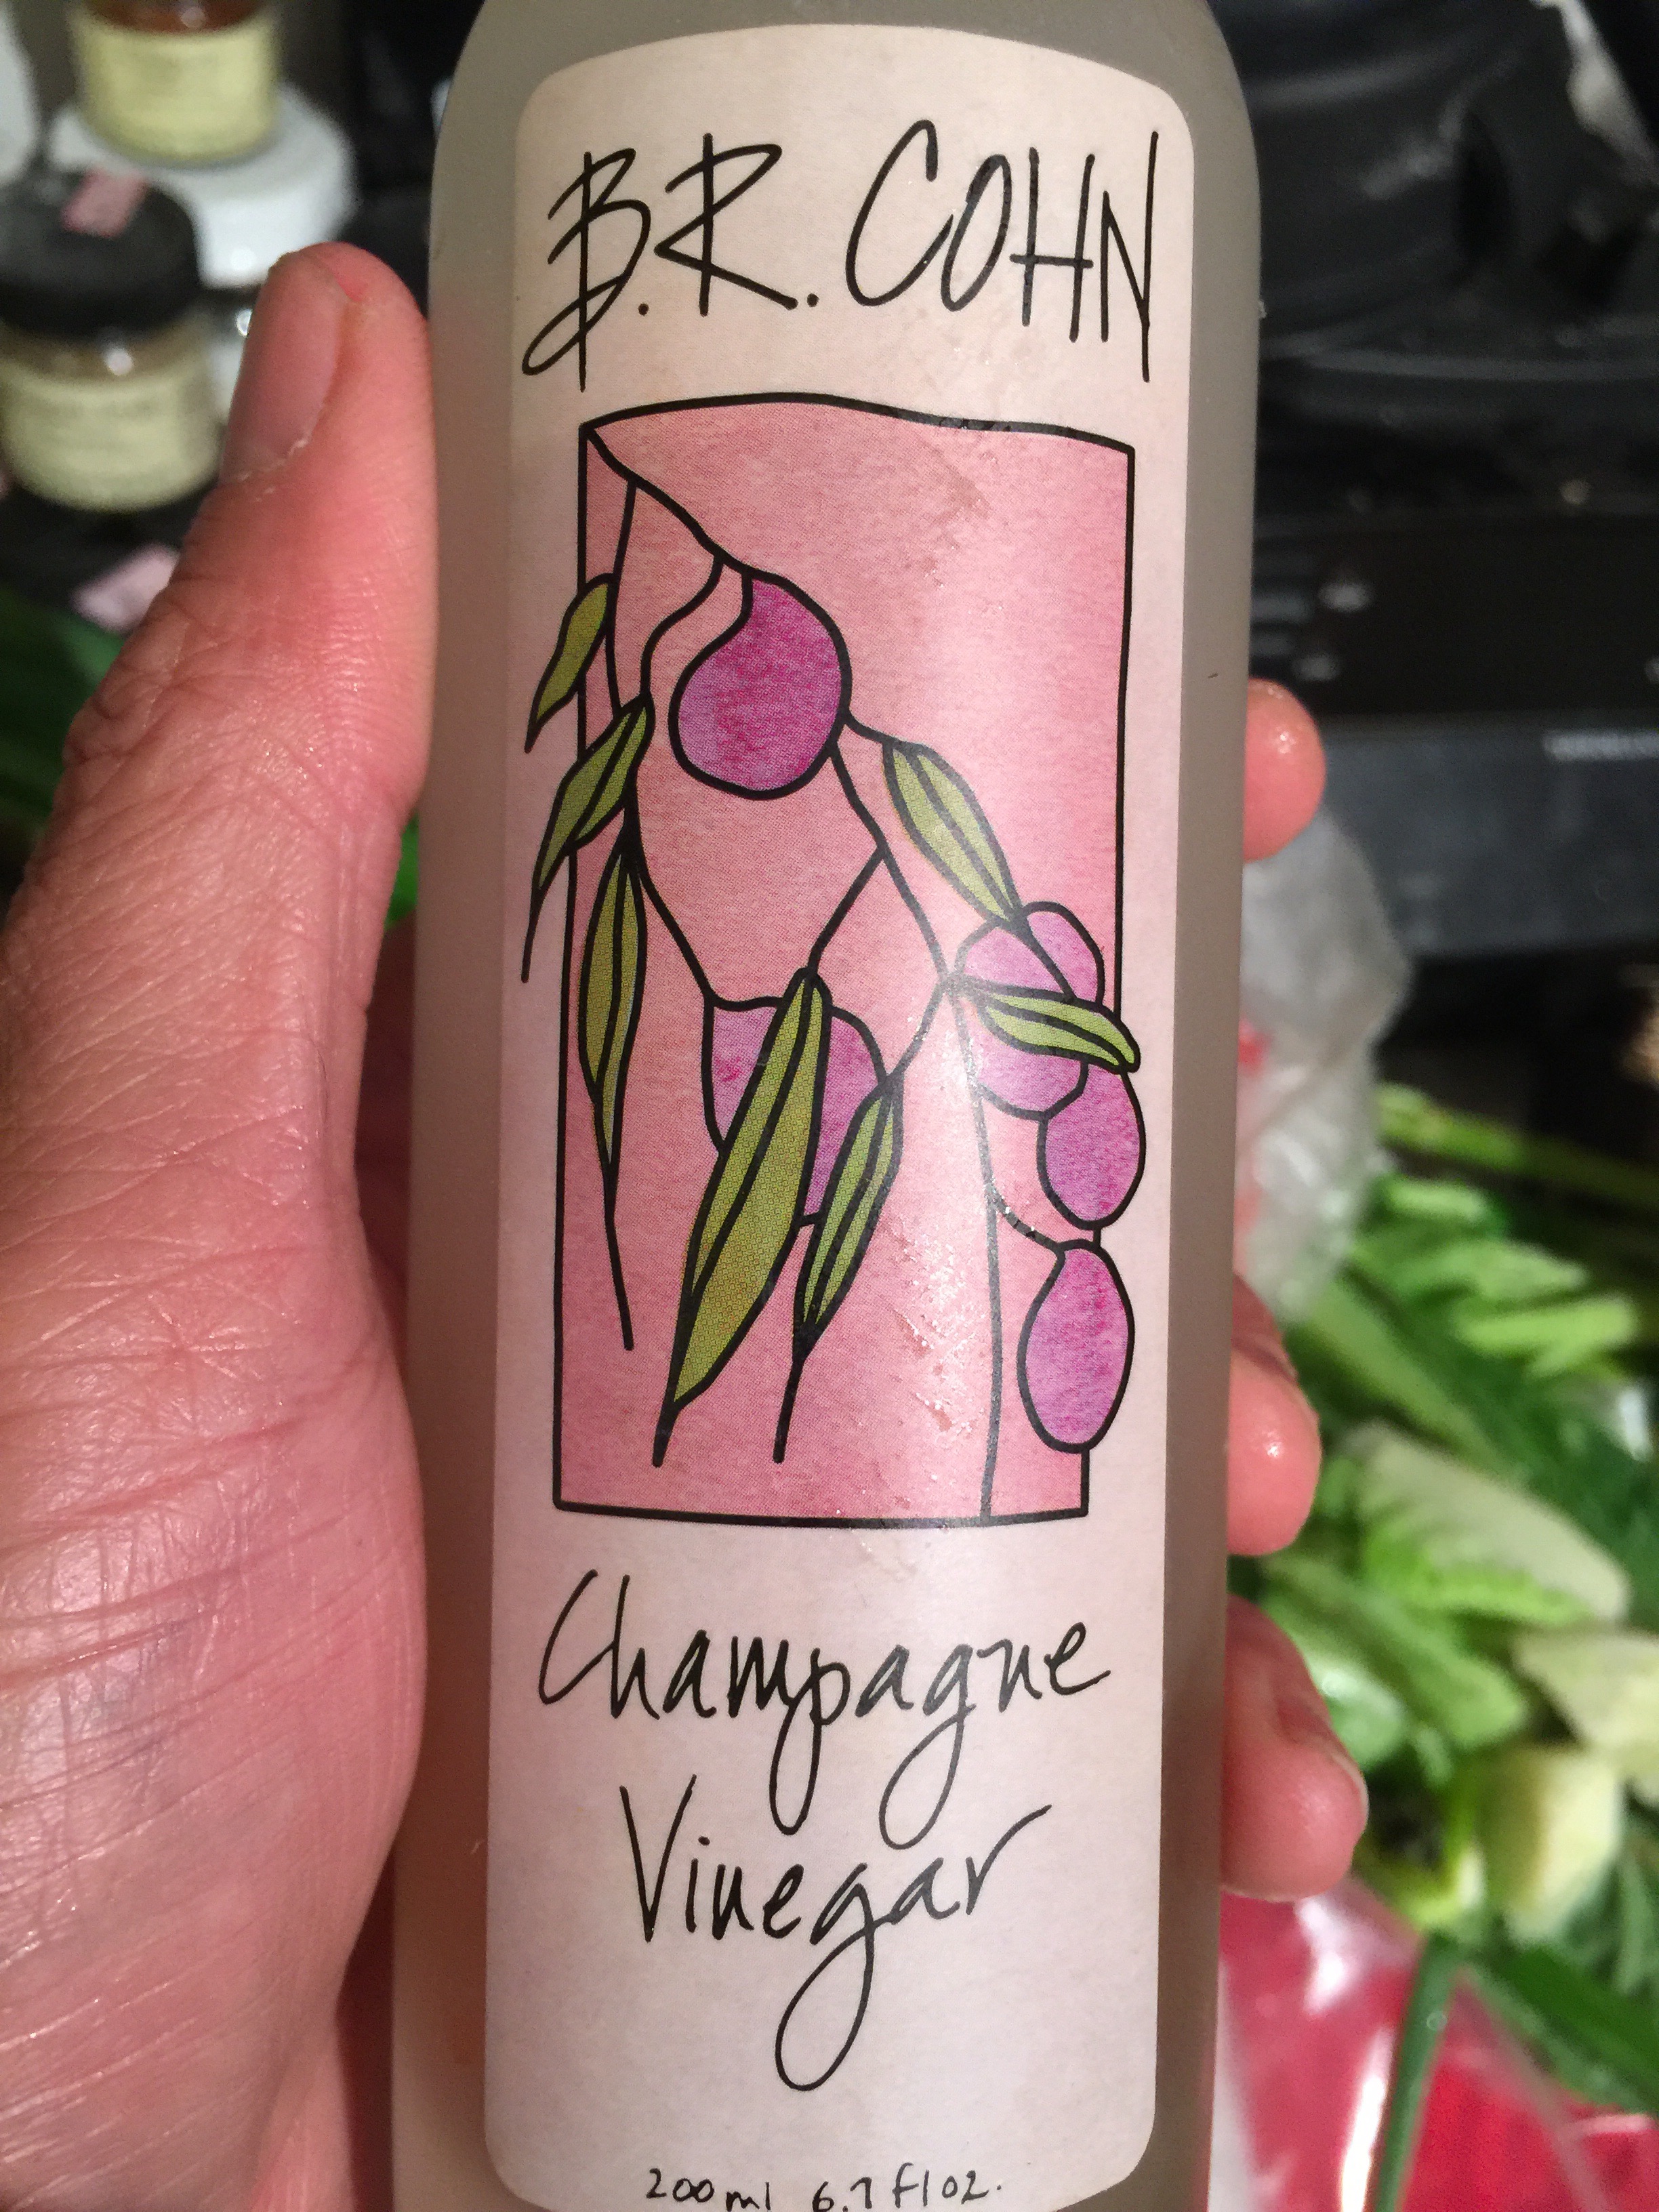 B.R. COHN
Champagne
Vinegar
200ml 6.7 fl oz.